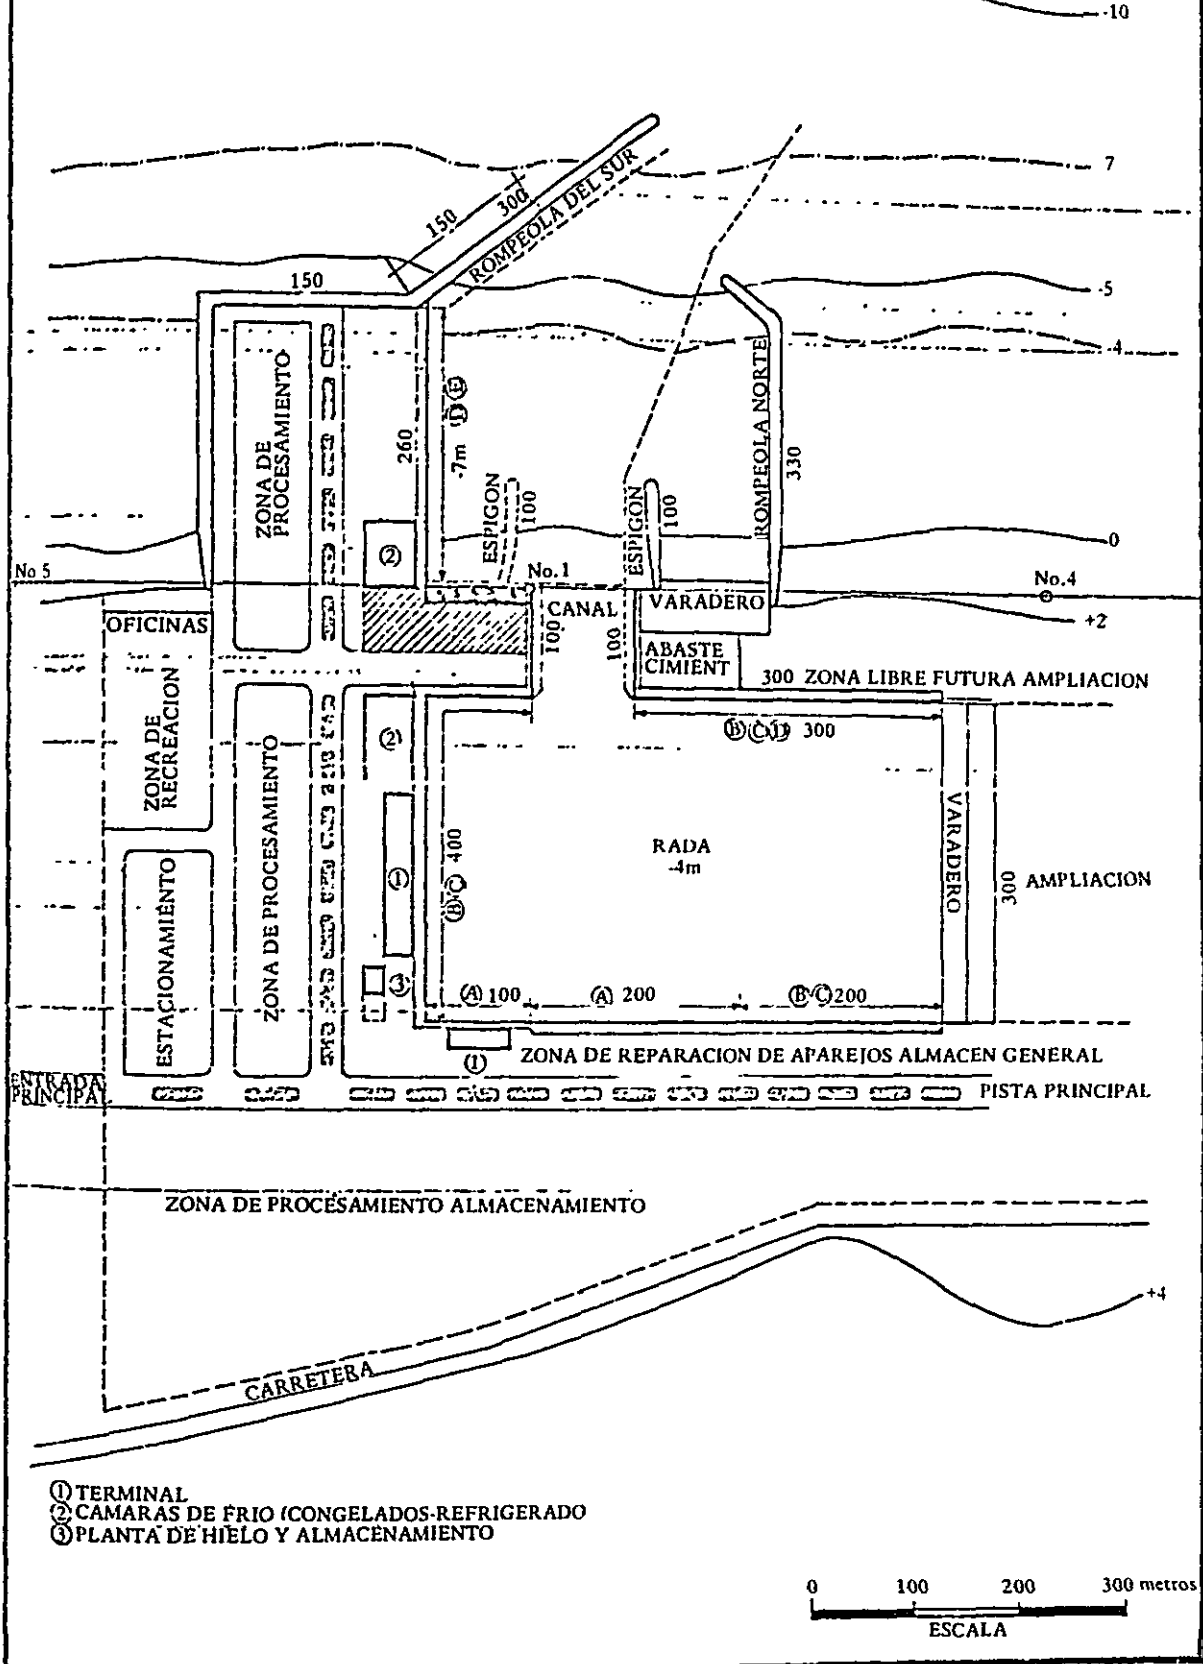 -10
7
150
300
ROMPEOLA DEL SUR
150
-5
-4
ZONA DE
PROCESAMIENTO
260
-7m Ⓓ Ⓔ
ESPIGON
100
ESPIGON
100
ROMPEOLA NORTE
330
②
0
No 5
No.1
No.4
CANAL
VARADERO
+2
OFICINAS
100
100
ABASTE
CIMIENT
300 ZONA LIBRE FUTURA AMPLIACION
ZONA DE
RECREACION
②
Ⓑ Ⓒ Ⓓ 300
ZONA DE PROCESAMIENTO
RADA
-4m
VARADERO
300
AMPLIACION
①
Ⓑ Ⓒ 400
ESTACIONAMIENTO
③
Ⓐ 100
Ⓐ 200
Ⓑ Ⓒ 200
①
ZONA DE REPARACION DE APAREJOS ALMACEN GENERAL
ENTRADA
PRINCIPAL
PISTA PRINCIPAL
ZONA DE PROCESAMIENTO ALMACENAMIENTO
+4
CARRETERA
① TERMINAL
② CAMARAS DE FRIO (CONGELADOS-REFRIGERADO
③ PLANTA DE HIELO Y ALMACENAMIENTO
0 100 200 300 metros
ESCALA